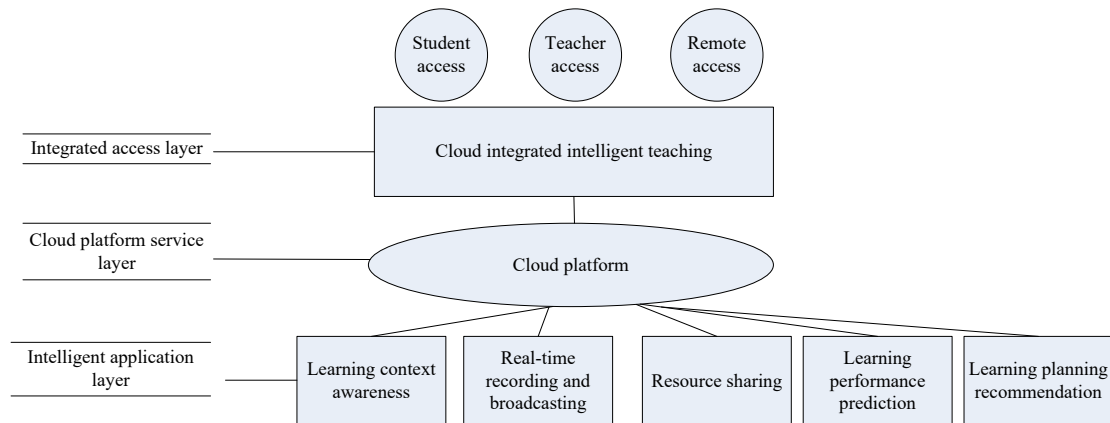 Student
access
Teacher
access
Remote
access
Integrated access layer
Cloud integrated intelligent teaching
Cloud platform service
layer
Cloud platform
Intelligent application
layer
Learning context
awareness
Real-time
recording and
broadcasting
Resource sharing
Learning
performance
prediction
Learning planning
recommendation